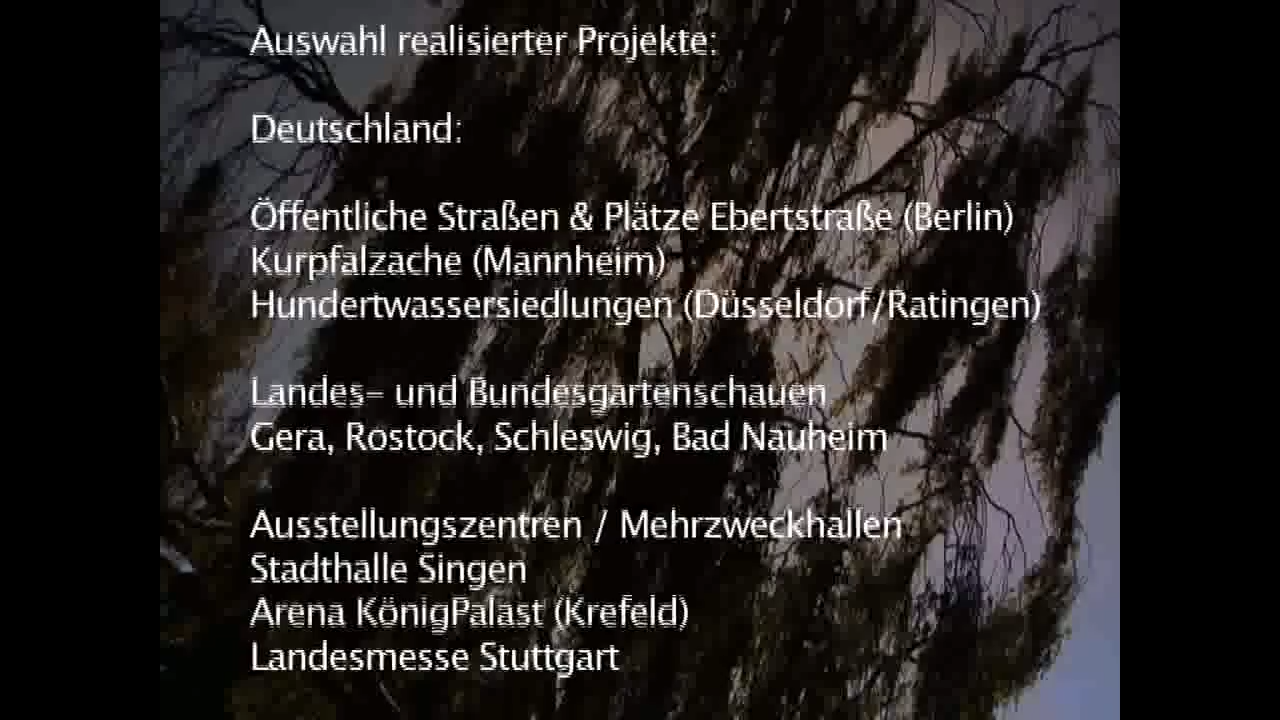 Auswahl realisierter Projekte:
Deutschland:
Öffentliche Straßen & Plätze Ebertstraße (Berlin)
Kurpfalzache (Mannheim)
Hundertwassersiedlungen (Düsseldorf/Ratingen)
Landes- und Bundesgartenschauen
Gera, Rostock, Schleswig, Bad Nauheim
Ausstellungszentren / Mehrzweckhallen
Stadthalle Singen
Arena KönigPalast (Krefeld)
Landesmesse Stuttgart